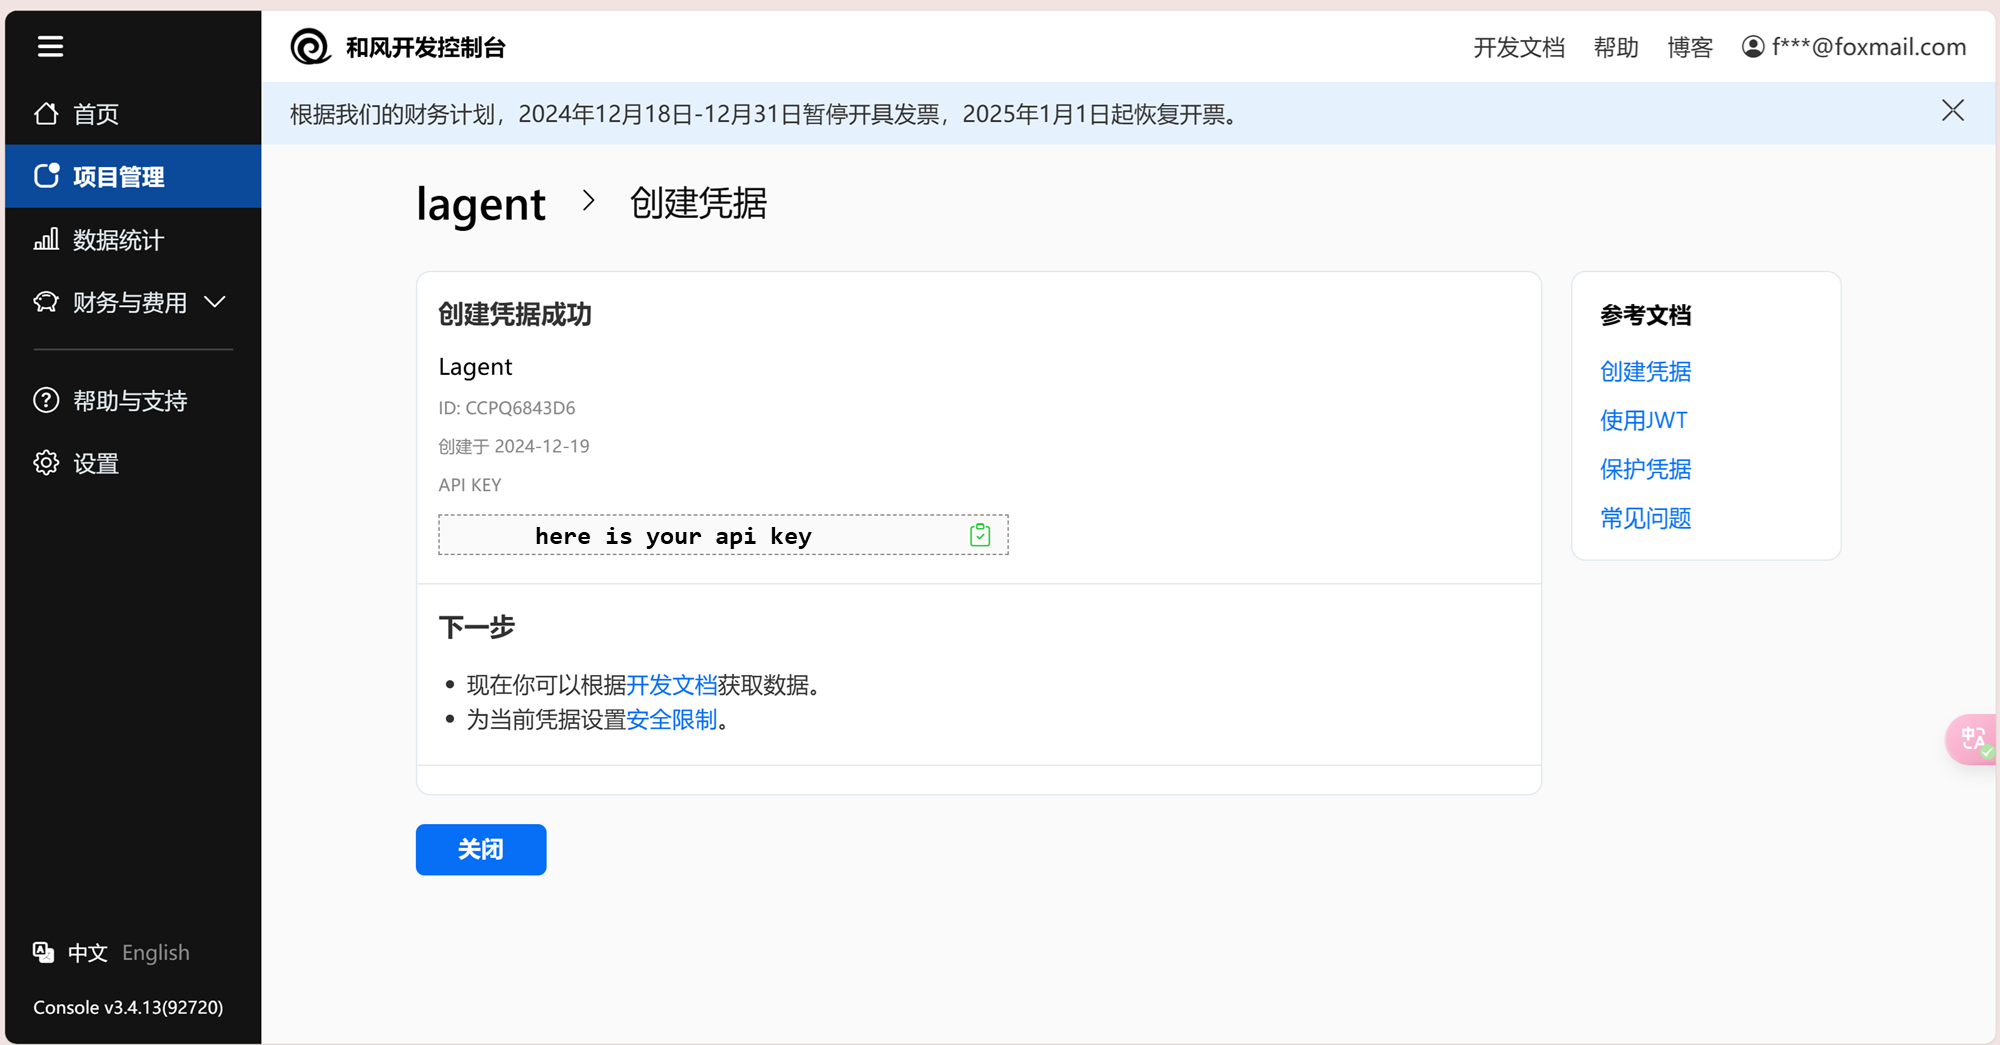 和风开发控制台
开发文档 帮助 博客 f***@foxmail.com
首页
项目管理
数据统计
财务与费用
帮助与支持
设置
中文 English
Console v3.4.13(92720)
根据我们的财务计划，2024年12月18日-12月31日暂停开具发票，2025年1月1日起恢复开票。
lagent > 创建凭据
创建凭据成功
Lagent
ID: CCPQ6843D6
创建于 2024-12-19
API KEY
here is your api key
下一步
现在你可以根据开发文档获取数据。
为当前凭据设置安全限制。
关闭
参考文档
创建凭据
使用JWT
保护凭据
常见问题